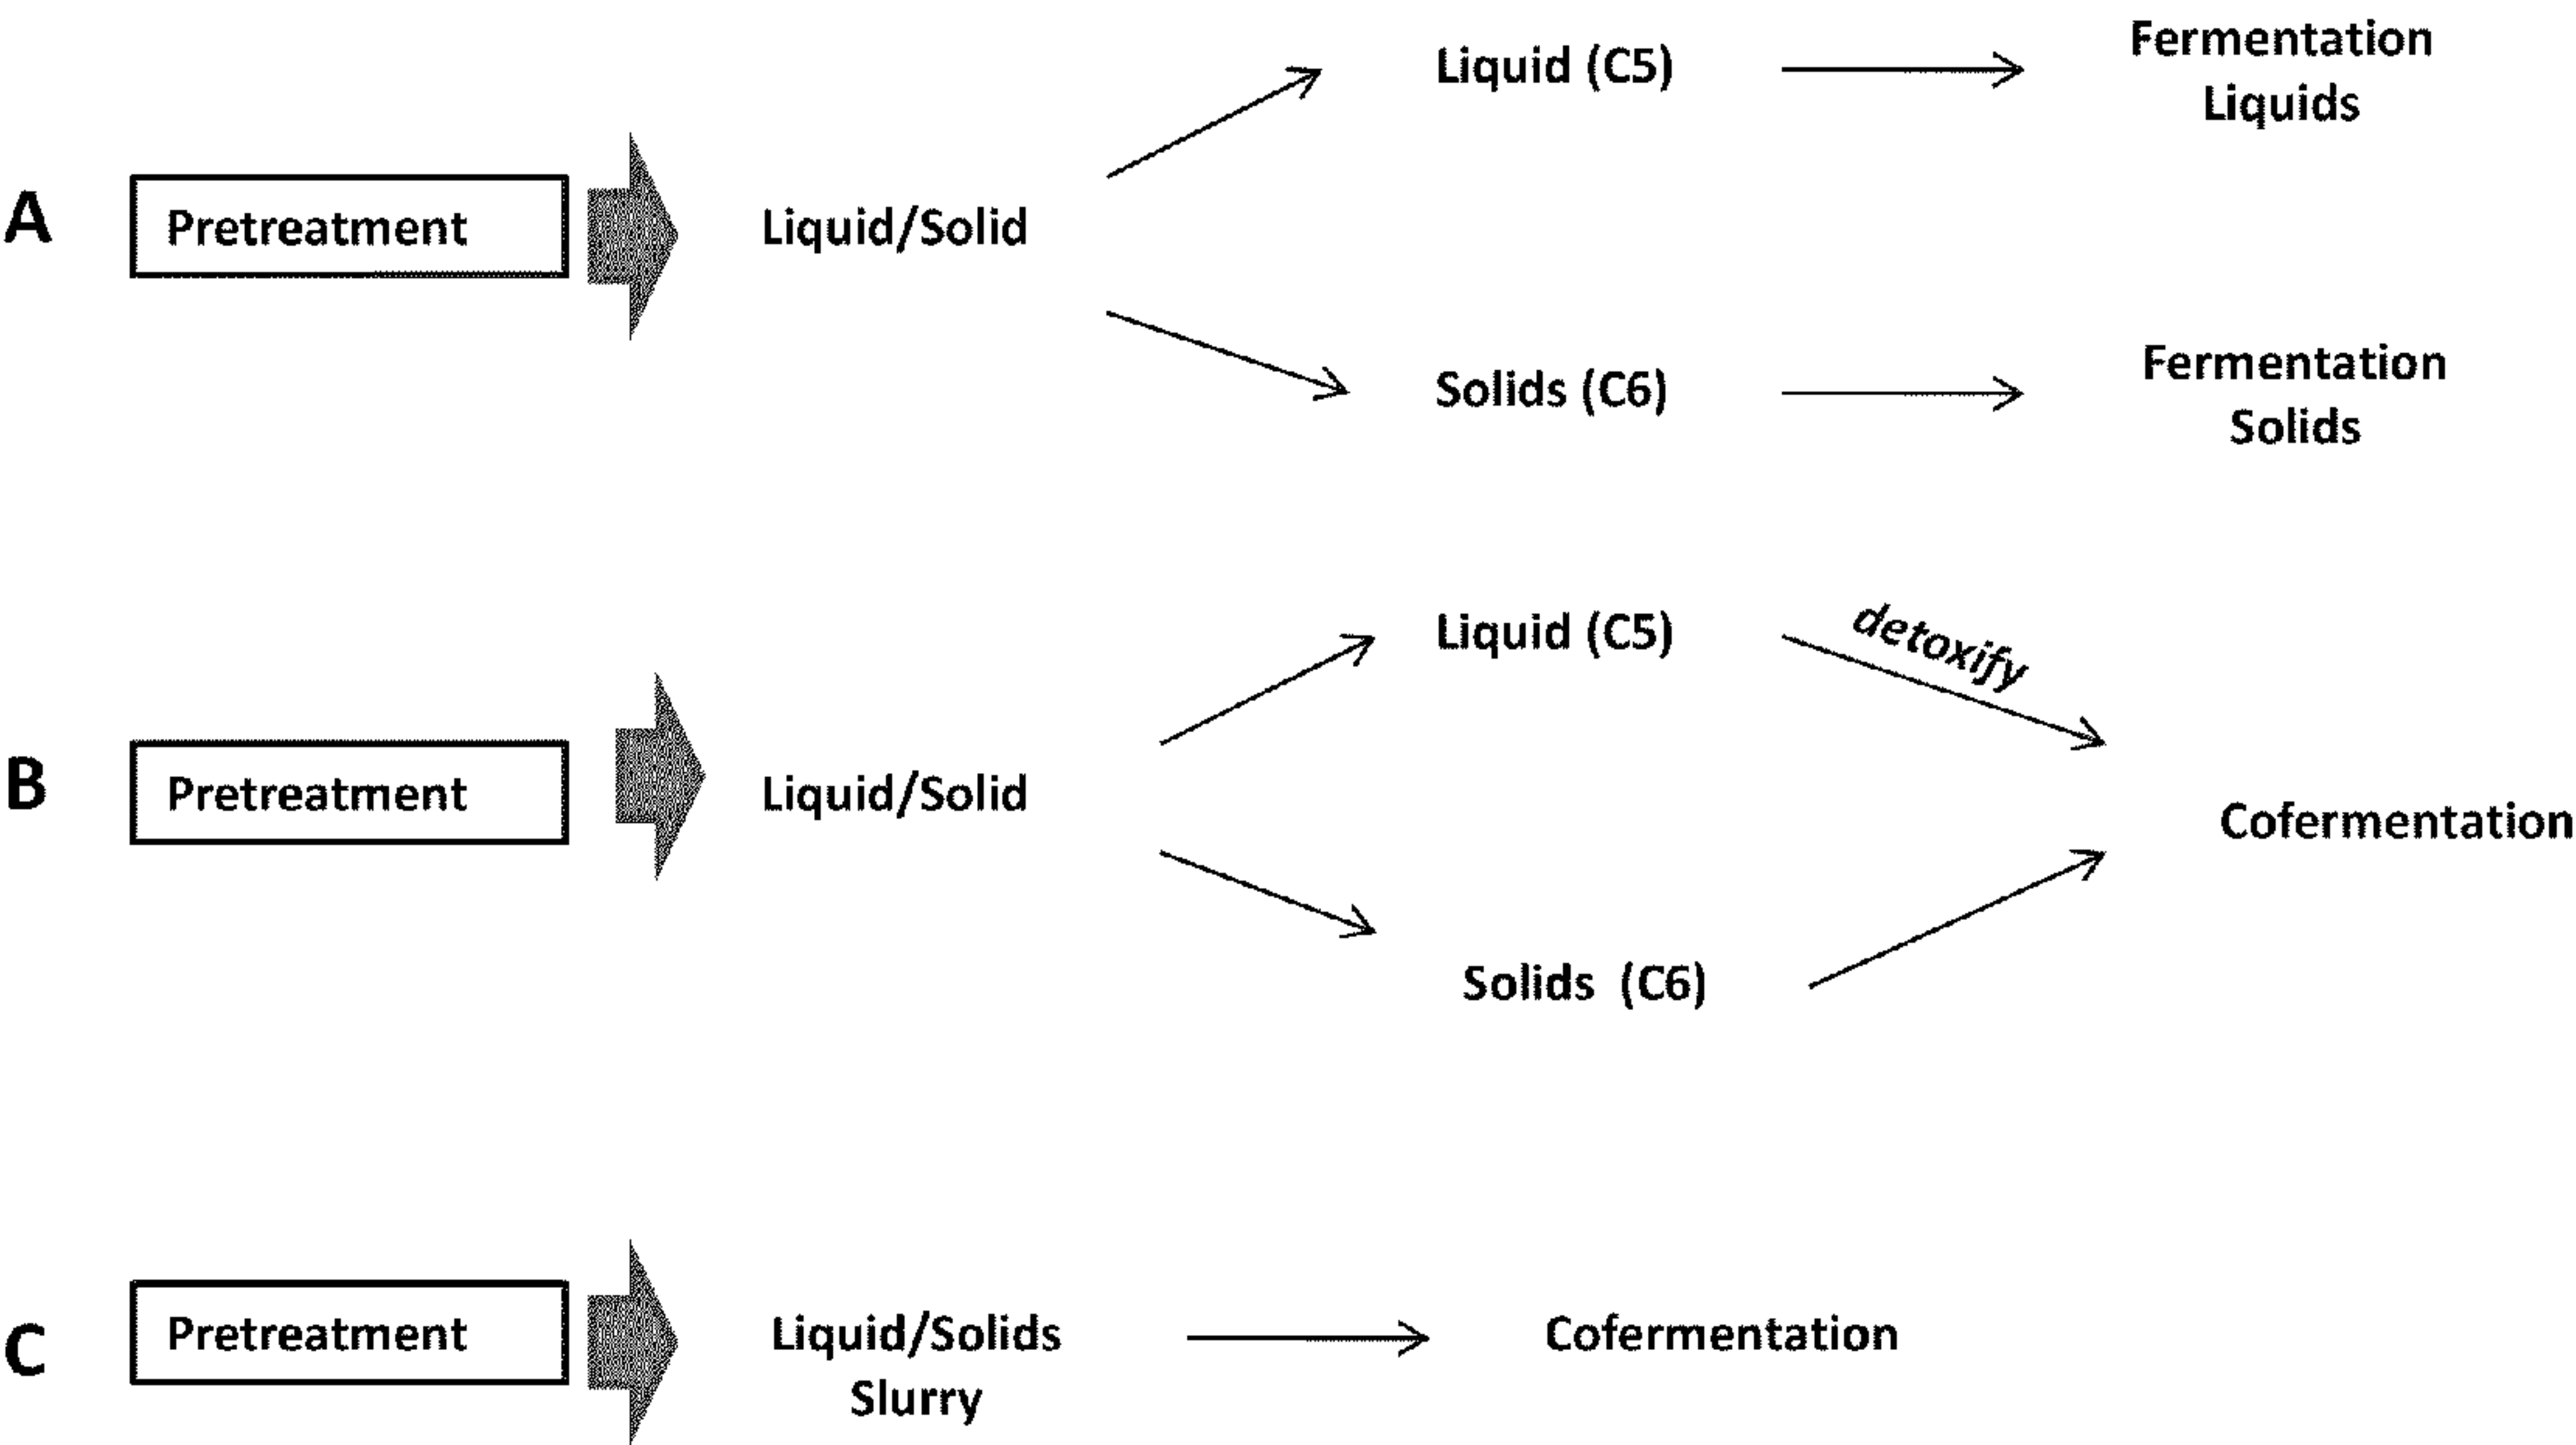 A
Pretreatment
Liquid/Solid
Liquid (C5)
Fermentation
Liquids
Solids (C6)
Fermentation
Solids
B
Pretreatment
Liquid/Solid
Liquid (C5)
detoxify
Solids (C6)
Cofermentation
C
Pretreatment
Liquid/Solids
Slurry
Cofermentation